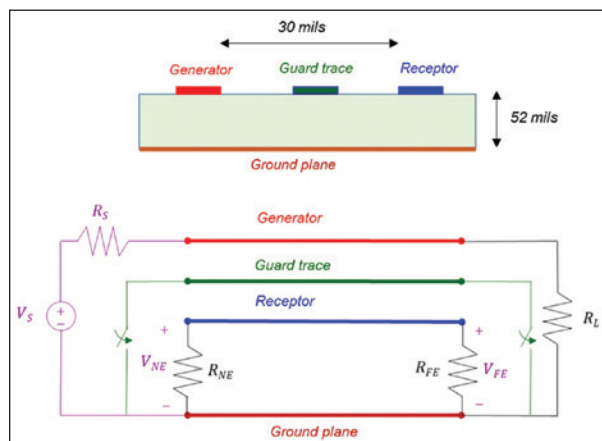 30 mils
Generator
Guard trace
Receptor
52 mils
Ground plane
R_S
Generator
Guard trace
V_S
Receptor
R_L
V_NE
R_NE
R_FE
V_FE
Ground plane